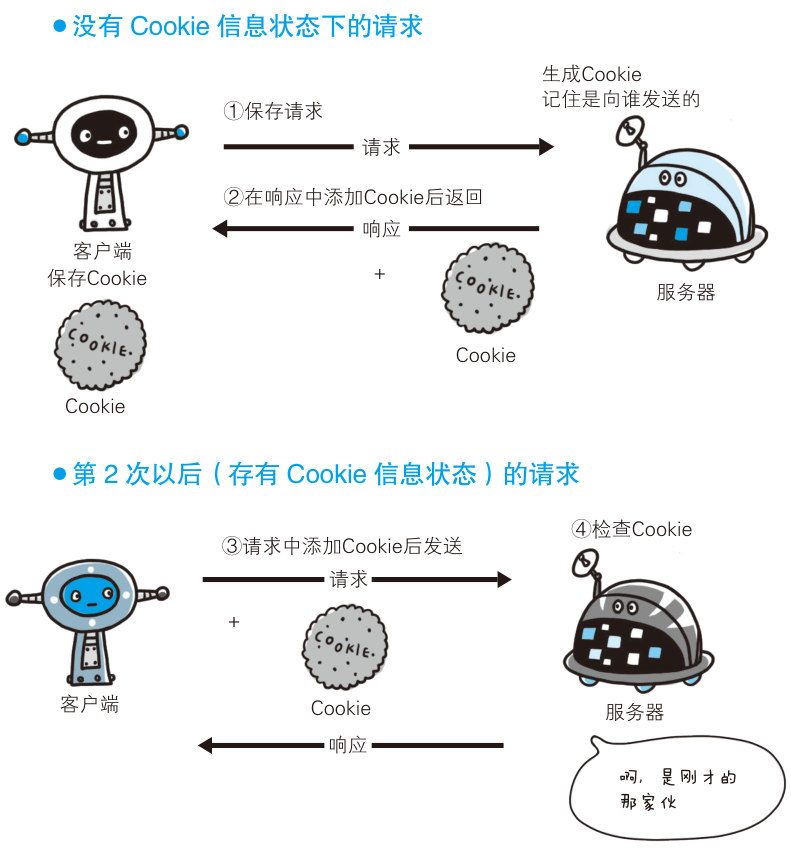 ●没有 Cookie 信息状态下的请求
生成Cookie
记住是向谁发送的
①保存请求
请求
②在响应中添加Cookie后返回
响应
客户端
保存Cookie
+
COOKIE.
服务器
COOKIE.
Cookie
Cookie
●第 2 次以后（存有 Cookie 信息状态）的请求
④检查Cookie
③请求中添加Cookie后发送
请求
+
COOKIE.
客户端
Cookie
服务器
响应
啊，是刚才的
那家伙